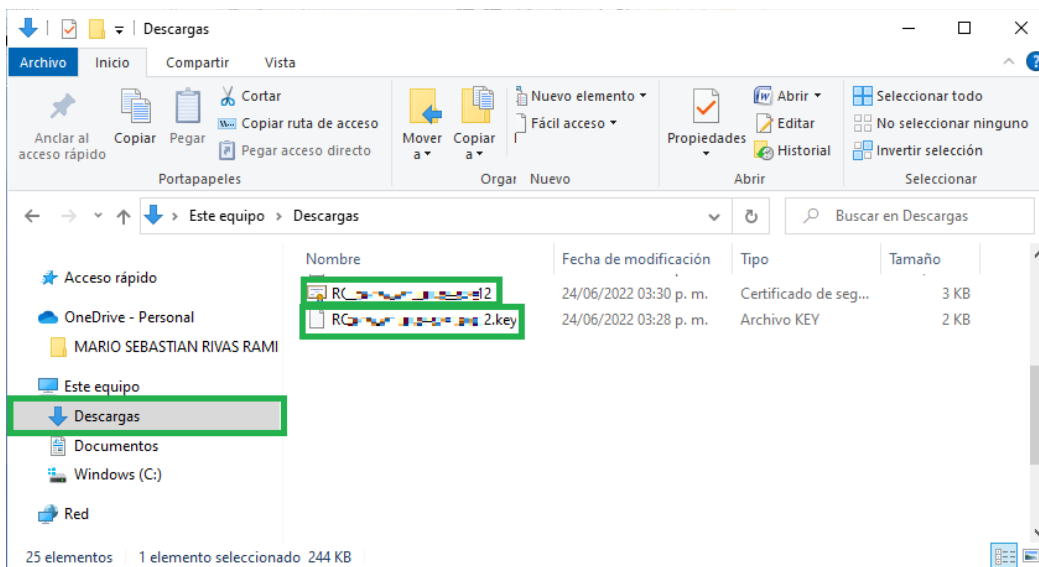 Descargas
Archivo Inicio Compartir Vista
Anclar al acceso rápido
Copiar
Pegar
Cortar
Copiar ruta de acceso
Pegar acceso directo
Portapapeles
Mover a
Copiar a
Orgar
Nuevo elemento
Fácil acceso
Nuevo
Propiedades
Abrir
Editar
Historial
Abrir
Seleccionar todo
No seleccionar ninguno
Invertir selección
Seleccionar
Este equipo > Descargas
Buscar en Descargas
Nombre Fecha de modificación Tipo Tamaño
24/06/2022 03:30 p. m. Certificado de seg... 3 KB
2.key 24/06/2022 03:28 p. m. Archivo KEY 2 KB
Acceso rápido
OneDrive - Personal
MARIO SEBASTIAN RIVAS RAMI
Este equipo
Descargas
Documentos
Windows (C:)
Red
25 elementos 1 elemento seleccionado 244 KB